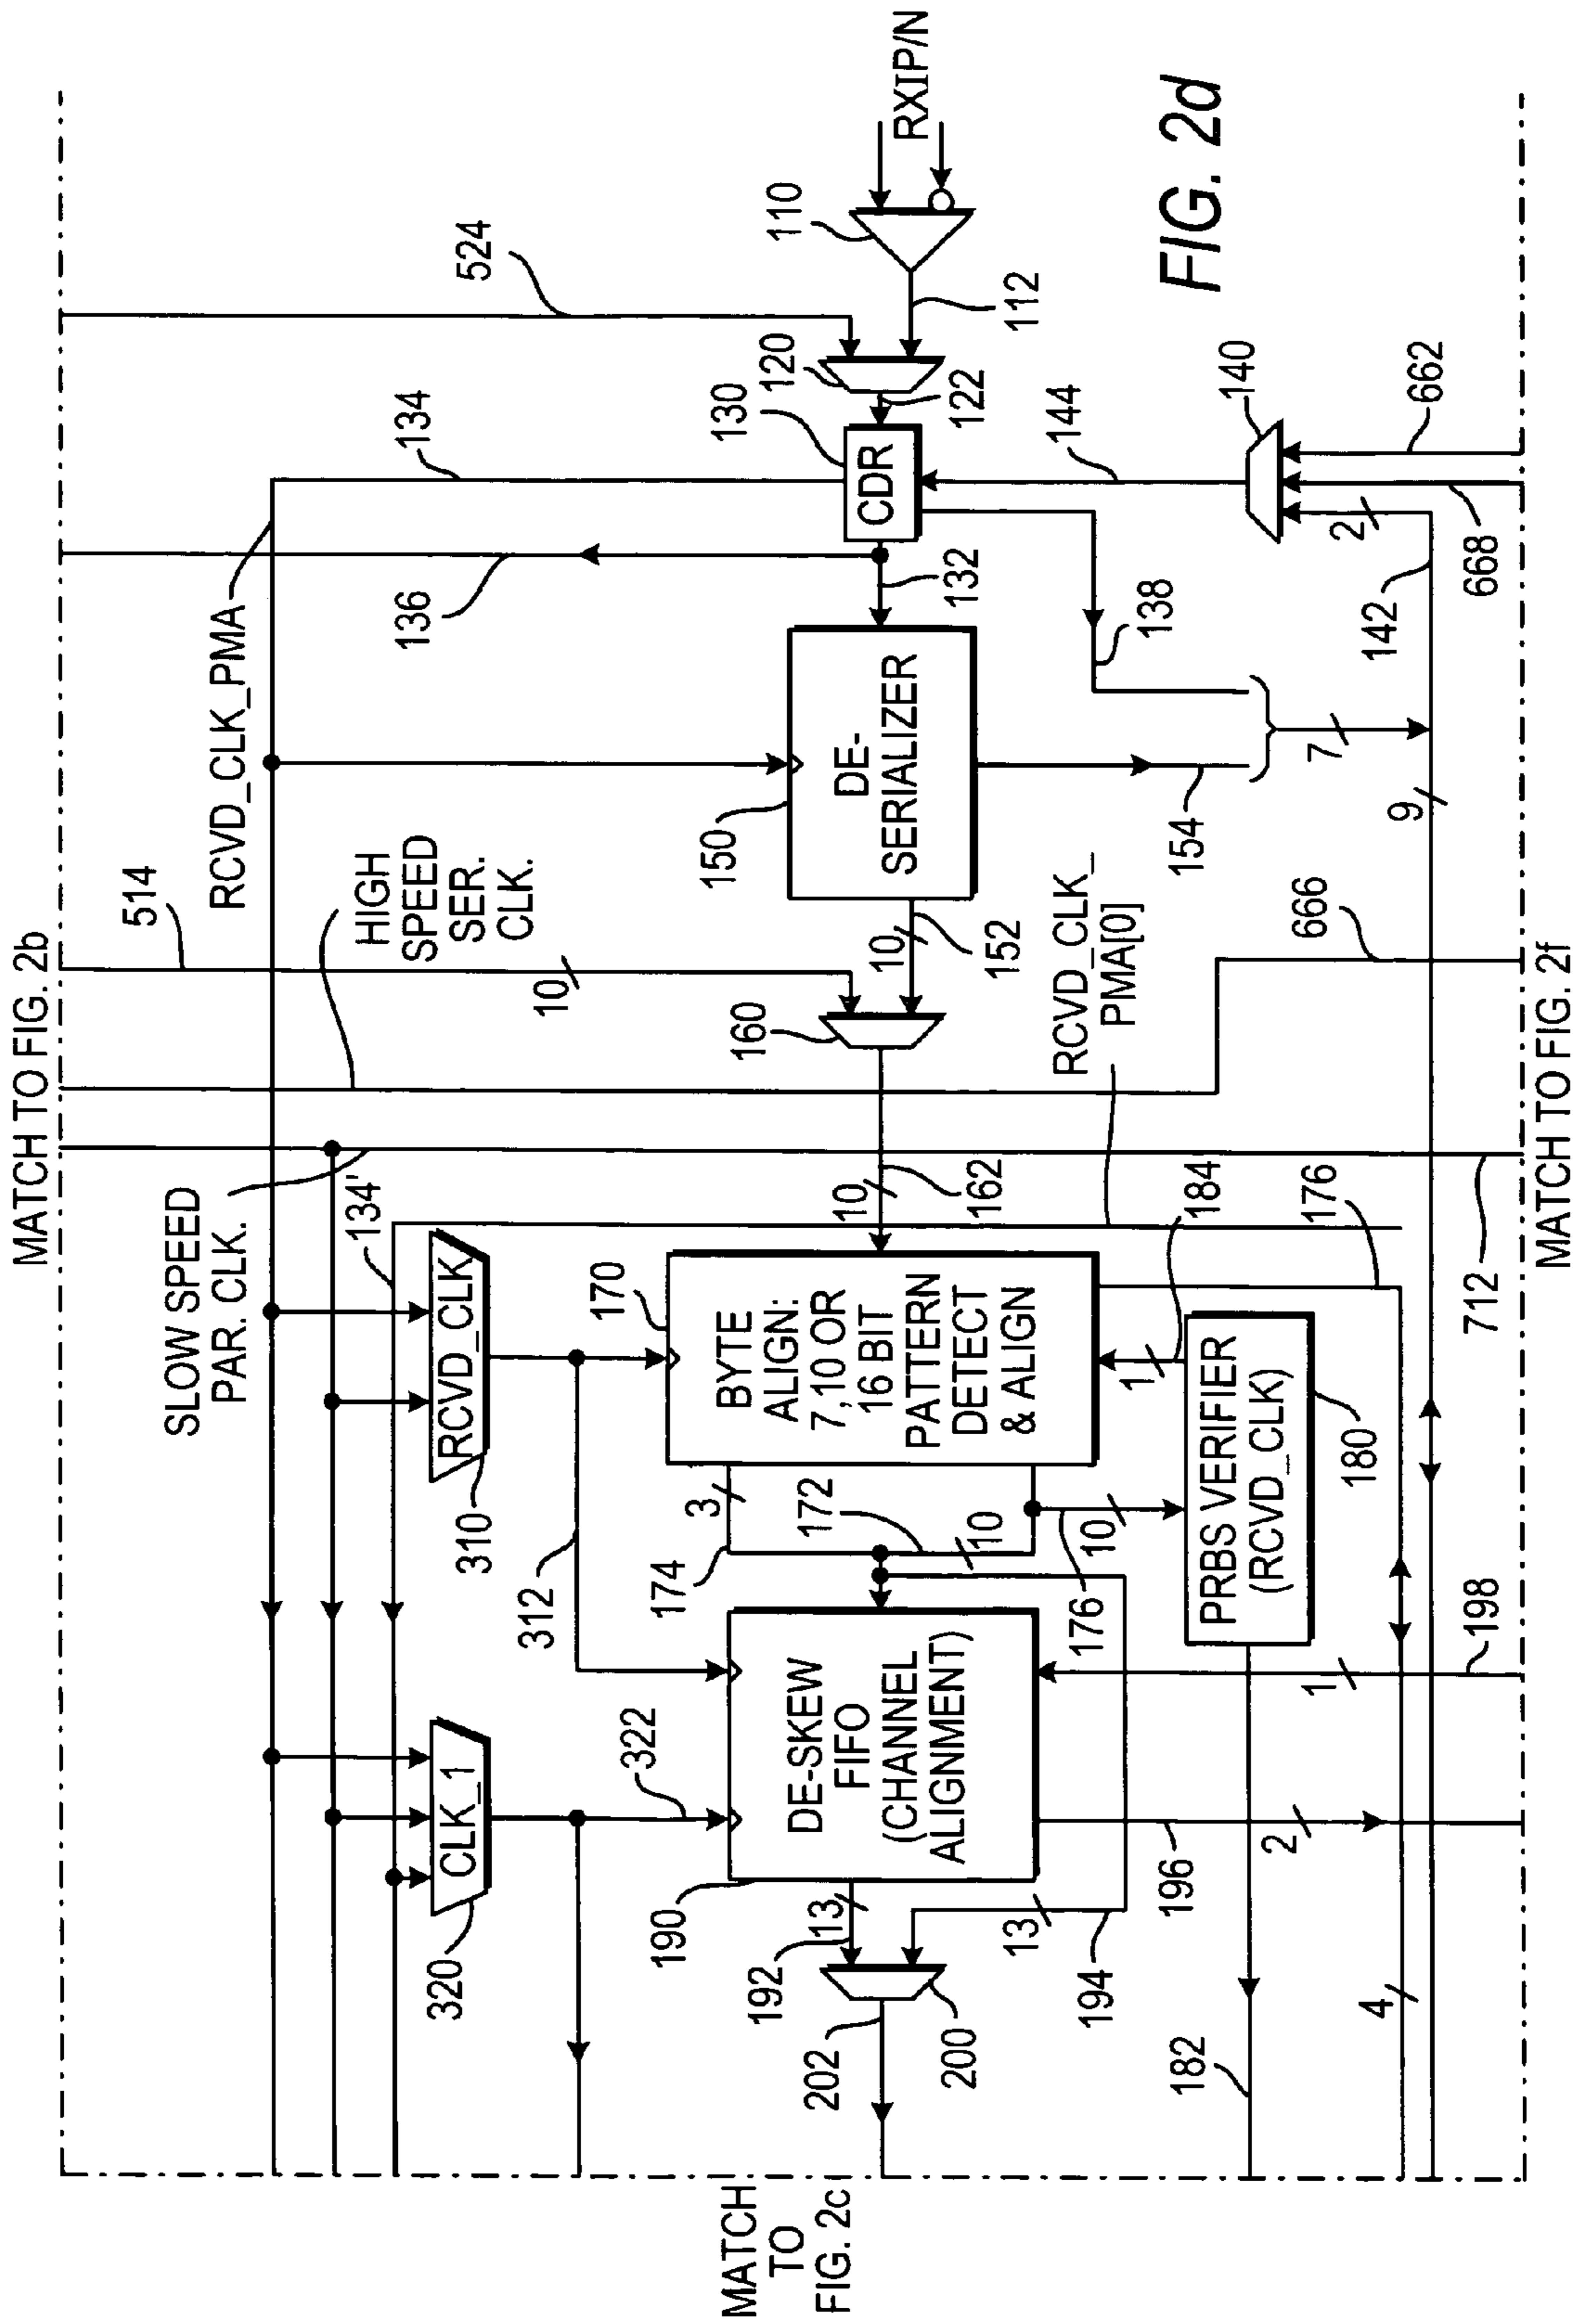 MATCH TO FIG. 2b
514
HIGH
SPEED
SER.
CLK.
RCVD_CLK_PMA
136
134
524
SLOW SPEED
PAR. CLK.
134'
RCVD_CLK
310
312
CLK_1
320
322
10
160
150
DE-
SERIALIZER
10
152
132
CDR
130
120
122
112
110
RXIP/N
FIG. 2d
170
BYTE
ALIGN:
7,10 OR
16 BIT
PATTERN
DETECT
& ALIGN
10
162
3
174
172
10
176
10
1
184
PRBS VERIFIER
(RCVD_CLK)
180
176
RCVD_CLK_
PMA[0]
154
138
7
144
140
2
142
9
666
668
662
712
DE-SKEW
FIFO
(CHANNEL
ALIGNMENT)
190
13
192
13
194
196
2
1
198
200
202
182
4
MATCH
TO
FIG. 2c
MATCH TO FIG. 2f